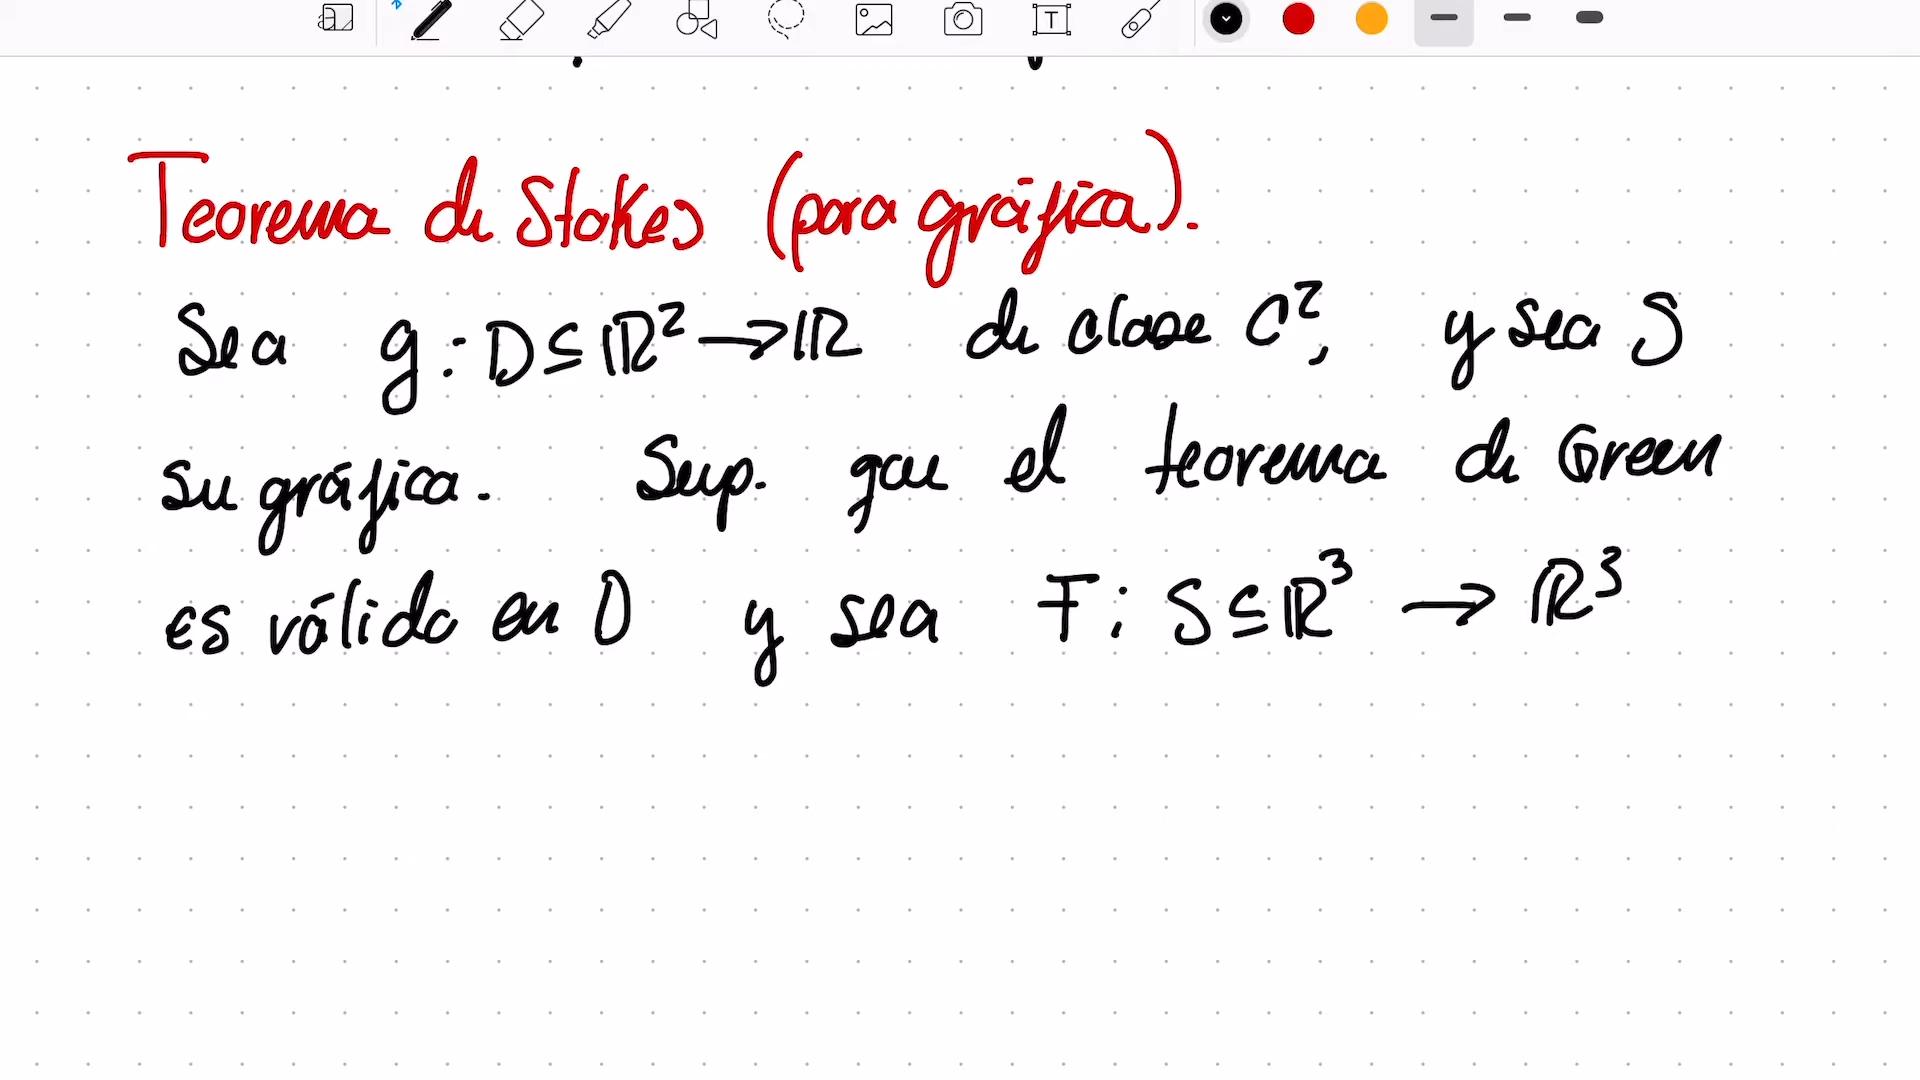 Teorema de Stokes (para gráfica).
Sea g: D ⊆ ℝ² → ℝ de clase C², y sea S
su gráfica. Sup. que el teorema de Green
es válido en D y sea F: S ⊆ ℝ³ → ℝ³